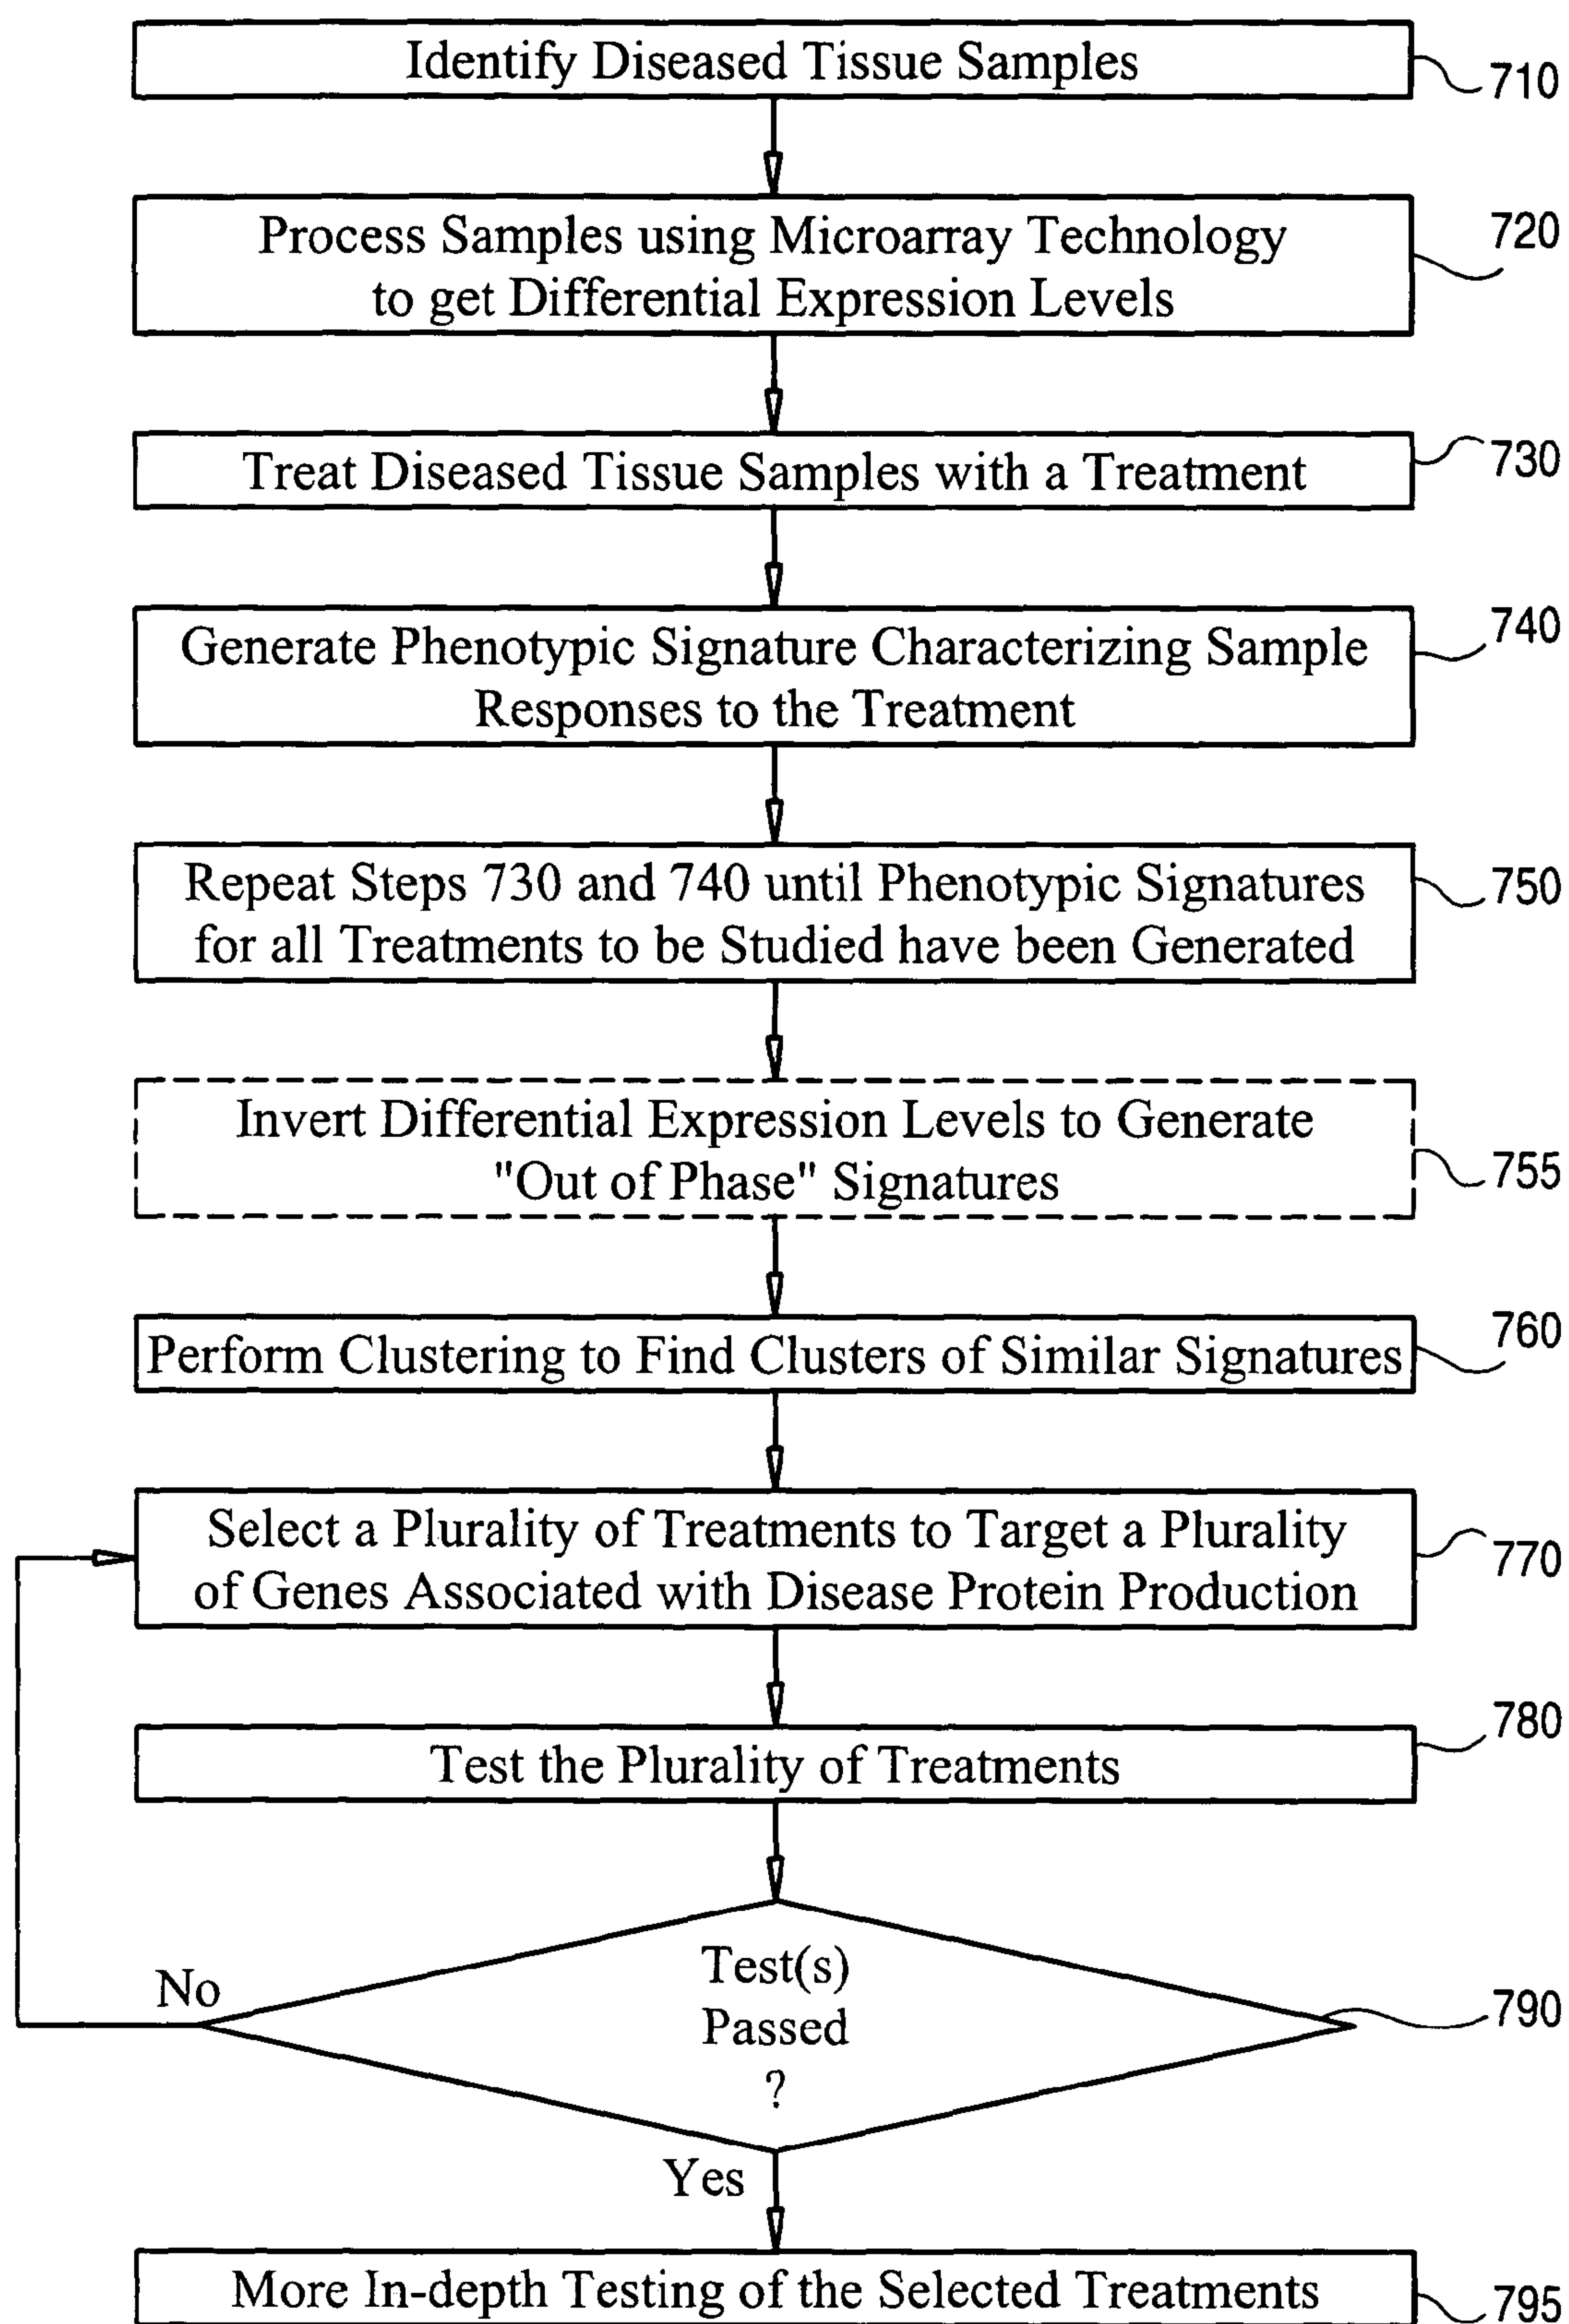 Identify Diseased Tissue Samples
710
Process Samples using Microarray Technology
to get Differential Expression Levels
720
Treat Diseased Tissue Samples with a Treatment
730
Generate Phenotypic Signature Characterizing Sample
Responses to the Treatment
740
Repeat Steps 730 and 740 until Phenotypic Signatures
for all Treatments to be Studied have been Generated
750
Invert Differential Expression Levels to Generate
"Out of Phase" Signatures
755
Perform Clustering to Find Clusters of Similar Signatures
760
Select a Plurality of Treatments to Target a Plurality
of Genes Associated with Disease Protein Production
770
Test the Plurality of Treatments
780
Test(s)
Passed
?
No
790
Yes
More In-depth Testing of the Selected Treatments
795